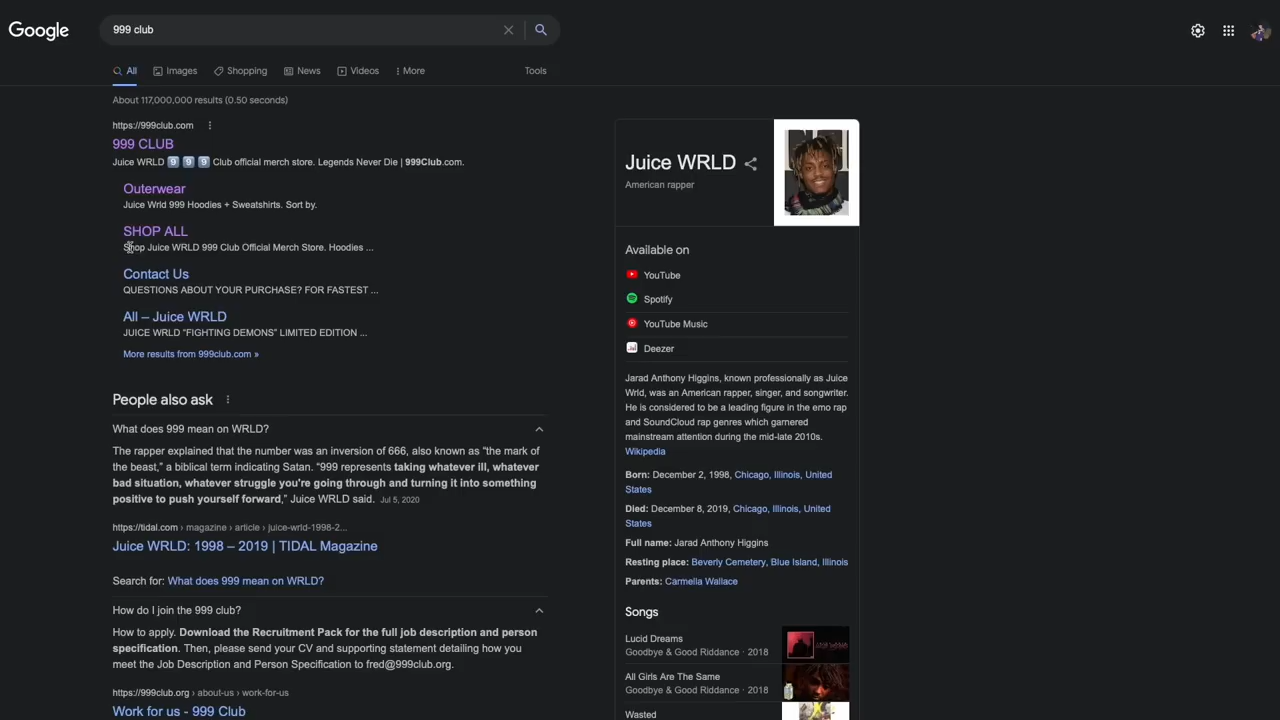 Google
999 club
All
Images
Shopping
News
Videos
More
Tools
About 117,000,000 results (0.50 seconds)
https://999club.com
999 CLUB
Juice WRLD 9 9 9 Club official merch store. Legends Never Die | 999Club.com.
Outerwear
Juice Wrld 999 Hoodies + Sweatshirts. Sort by.
SHOP ALL
Shop Juice WRLD 999 Club Official Merch Store. Hoodies ...
Contact Us
QUESTIONS ABOUT YOUR PURCHASE? FOR FASTEST ...
All – Juice WRLD
JUICE WRLD "FIGHTING DEMONS" LIMITED EDITION ...
More results from 999club.com »
People also ask
What does 999 mean on WRLD?
The rapper explained that the number was an inversion of 666, also known as "the mark of
the beast," a biblical term indicating Satan. "999 represents taking whatever ill, whatever
bad situation, whatever struggle you're going through and turning it into something
positive to push yourself forward," Juice WRLD said. Jul 5, 2020
https://tidal.com › magazine › article › juice-wrld-1998-2...
Juice WRLD: 1998 – 2019 | TIDAL Magazine
Search for: What does 999 mean on WRLD?
How do I join the 999 club?
How to apply. Download the Recruitment Pack for the full job description and person
specification. Then, please send your CV and supporting statement detailing how you
meet the Job Description and Person Specification to fred@999club.org.
https://999club.org › about-us › work-for-us
Work for us - 999 Club
Juice WRLD
American rapper
Available on
YouTube
Spotify
YouTube Music
Deezer
Jarad Anthony Higgins, known professionally as Juice
Wrld, was an American rapper, singer, and songwriter.
He is considered to be a leading figure in the emo rap
and SoundCloud rap genres which garnered
mainstream attention during the mid-late 2010s.
Wikipedia
Born: December 2, 1998, Chicago, Illinois, United
States
Died: December 8, 2019, Chicago, Illinois, United
States
Full name: Jarad Anthony Higgins
Resting place: Beverly Cemetery, Blue Island, Illinois
Parents: Carmella Wallace
Songs
Lucid Dreams
Goodbye & Good Riddance · 2018
All Girls Are The Same
Goodbye & Good Riddance · 2018
Wasted